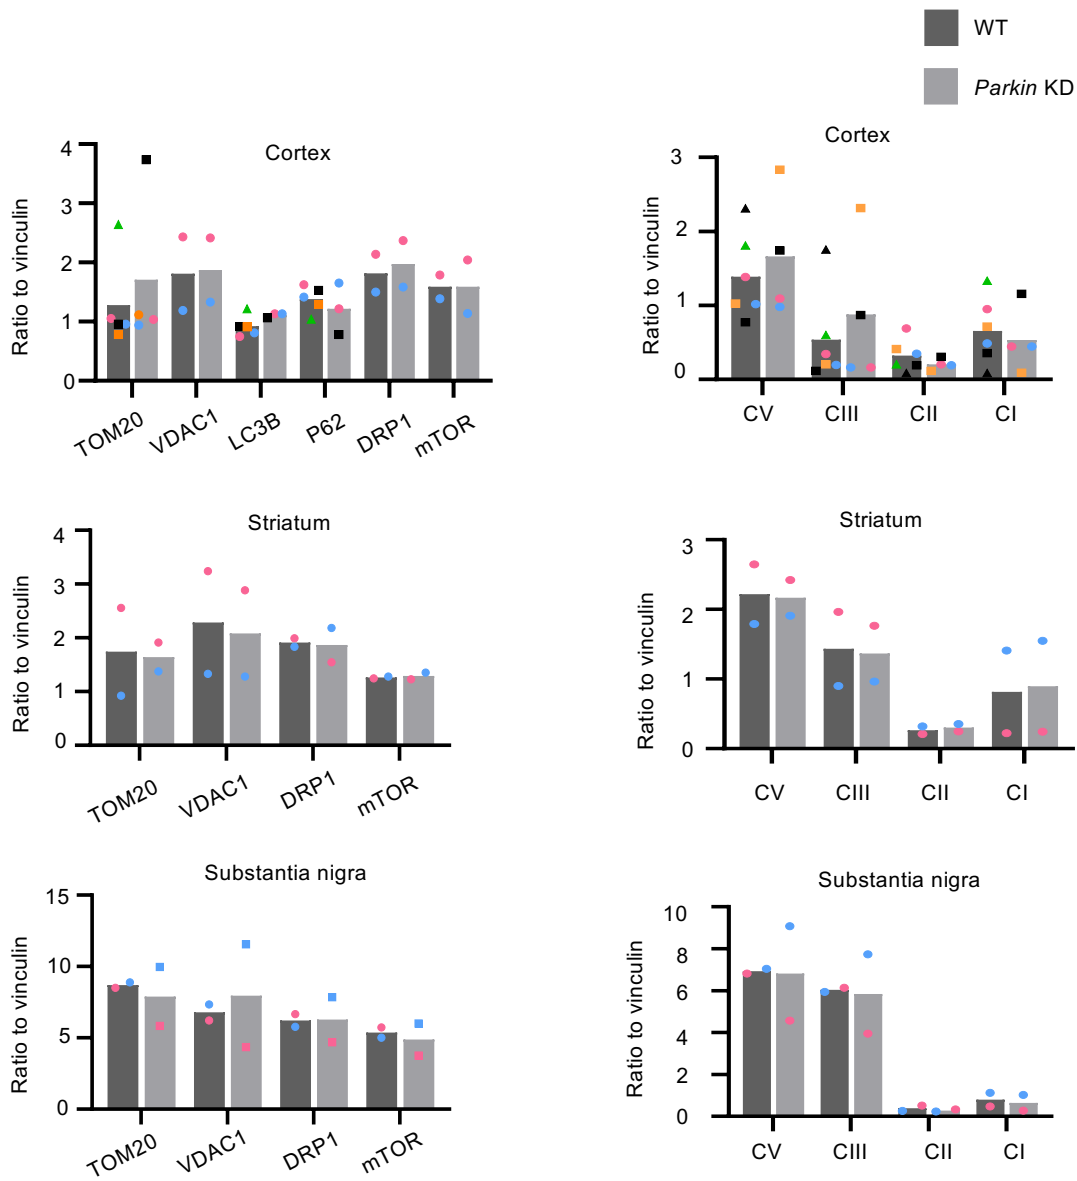 WT
Parkin KD
Cortex
4
3
2
1
0
Ratio to vinculin
TOM20 VDAC1 LC3B P62 DRP1 mTOR
Cortex
3
2
1
0
Ratio to vinculin
CV CIII CII CI
Striatum
4
3
2
1
0
Ratio to vinculin
TOM20 VDAC1 DRP1 mTOR
Striatum
3
2
1
0
Ratio to vinculin
CV CIII CII CI
Substantia nigra
15
10
5
0
Ratio to vinculin
TOM20 VDAC1 DRP1 mTOR
Substantia nigra
10
8
6
4
2
0
Ratio to vinculin
CV CIII CII CI